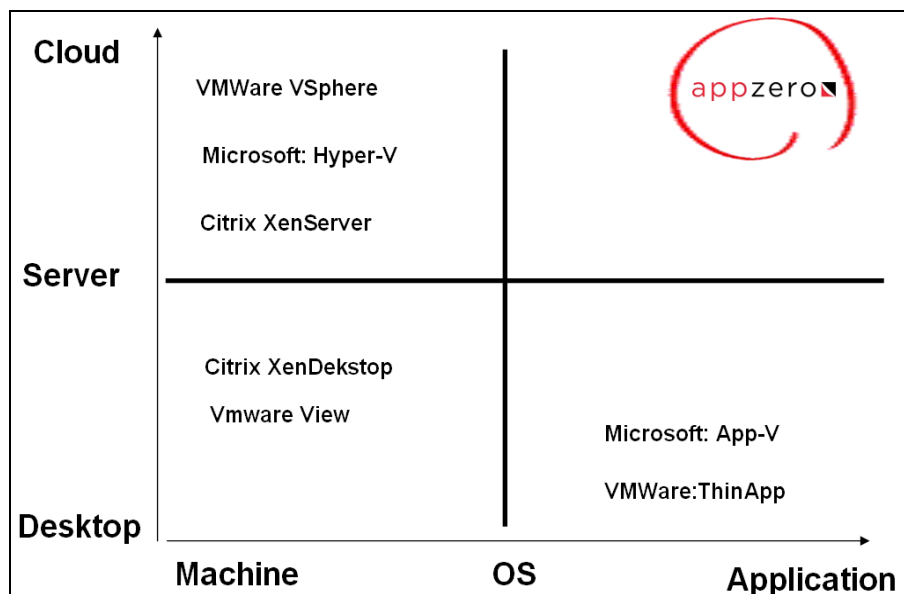 Cloud
VMWare VSphere
appzero
Microsoft: Hyper-V
Citrix XenServer
Server
Citrix XenDekstop
Vmware View
Microsoft: App-V
VMWare:ThinApp
Desktop
Machine OS Application